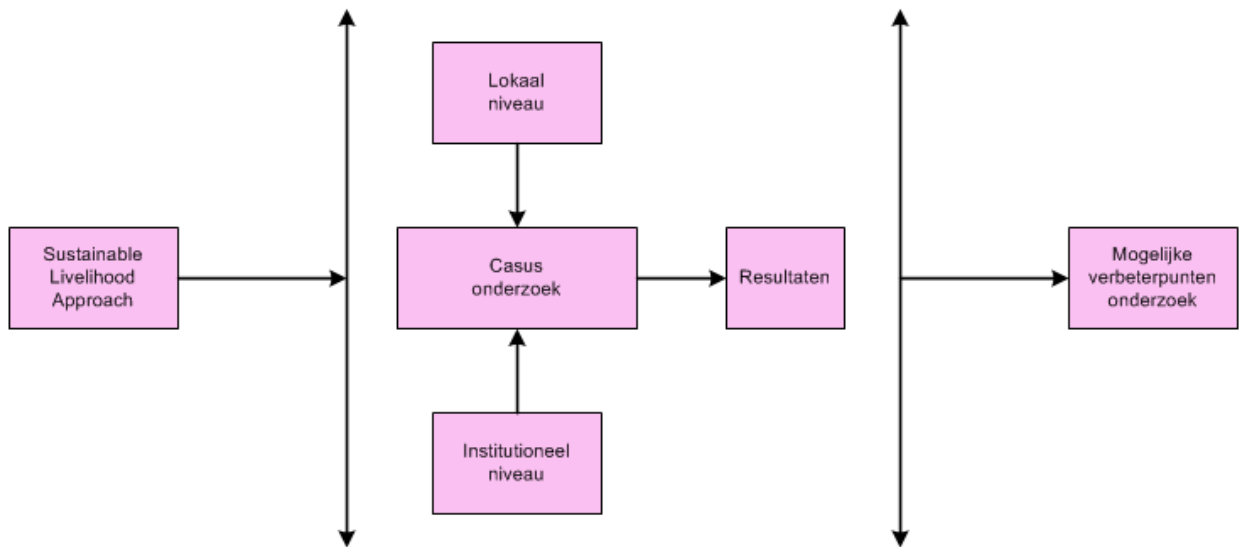 Lokaal
niveau
Sustainable
Livelihood
Approach
Casus
onderzoek
Resultaten
Mogelijke
verbeterpunten
onderzoek
Institutioneel
niveau